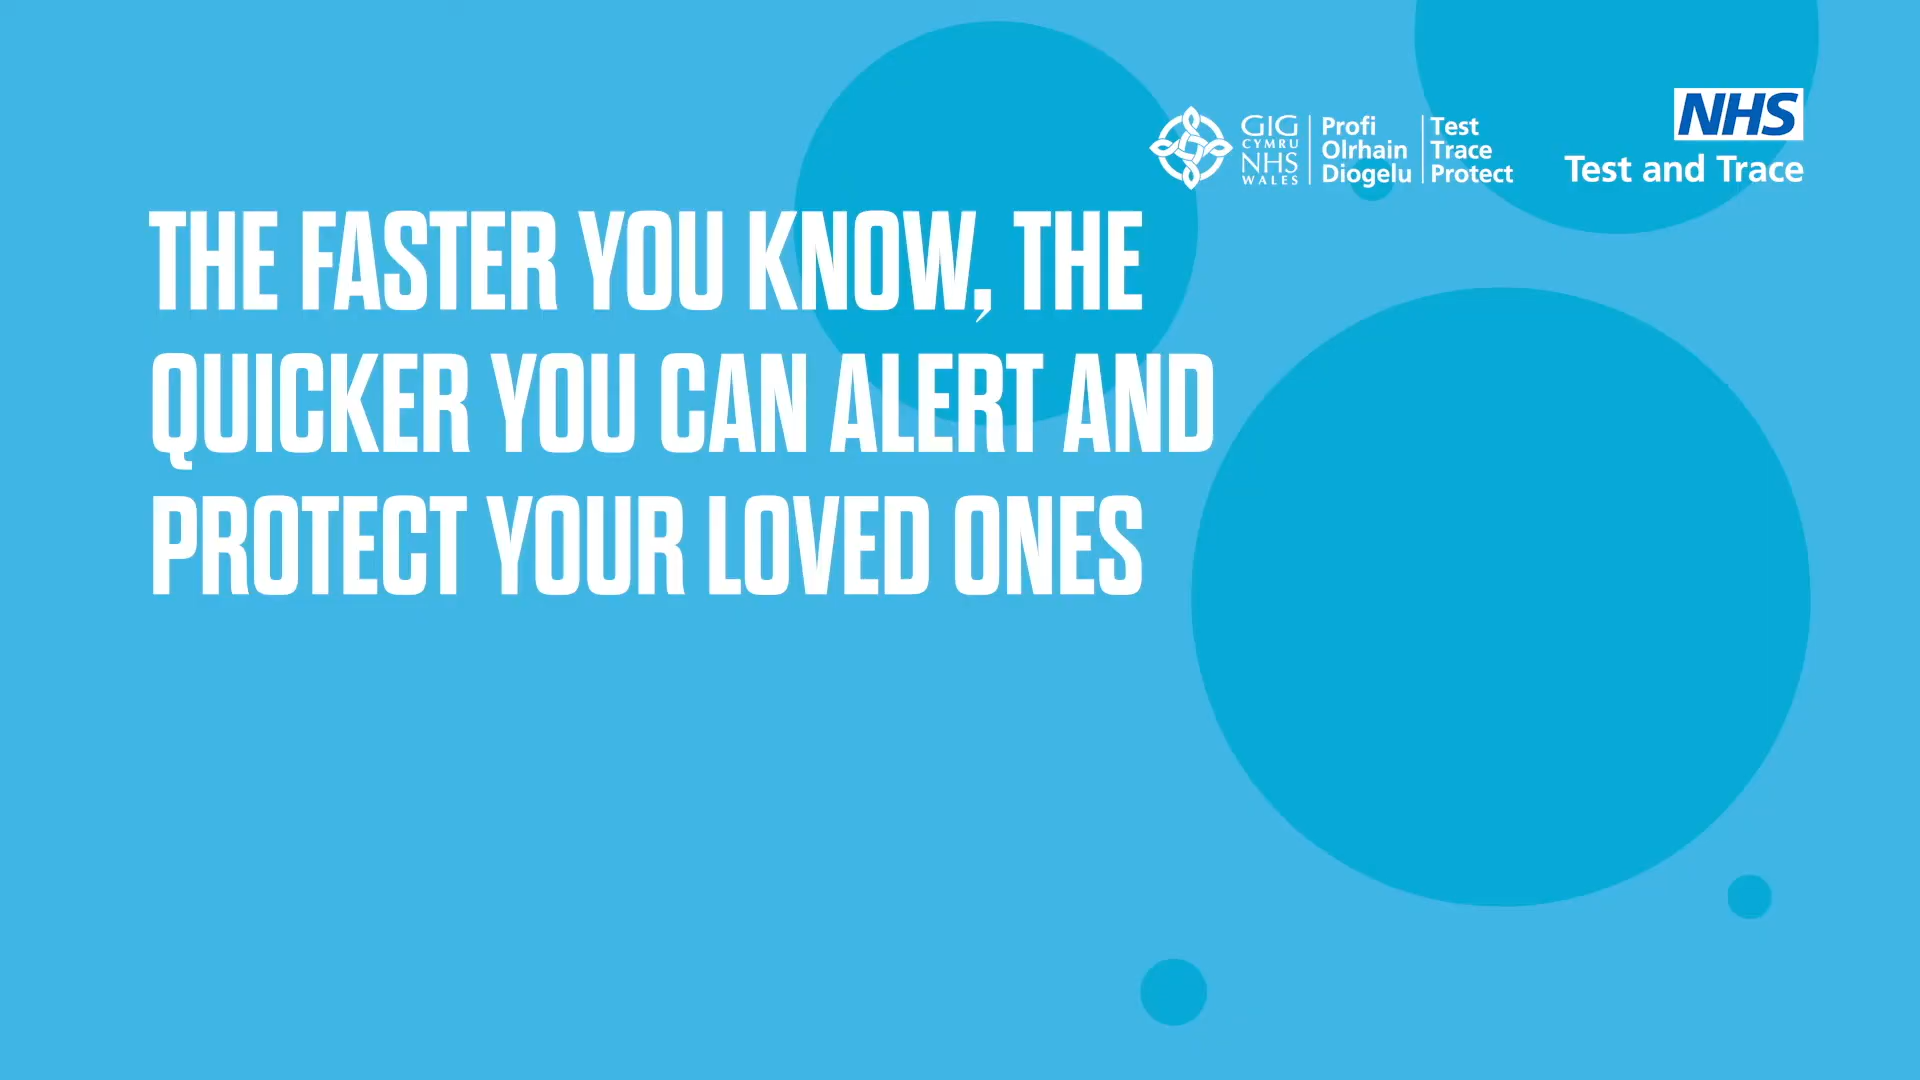 GIG
CYMRU
NHS
WALES
Profi
Olrhain
Diogelu
Test
Trace
Protect
NHS
Test and Trace
THE FASTER YOU KNOW, THE
QUICKER YOU CAN ALERT AND
PROTECT YOUR LOVED ONES